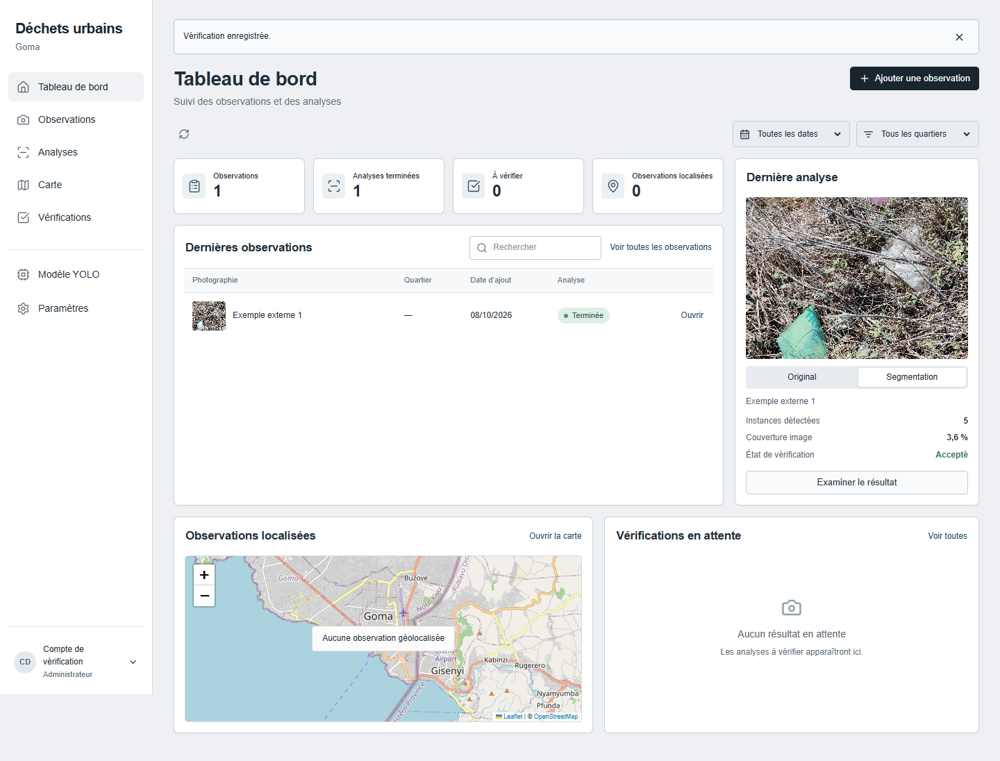 Déchets urbains
Goma
Tableau de bord
Observations
Analyses
Carte
Vérifications
Modèle YOLO
Paramètres
CD
Compte de
vérification
Administrateur
Vérification enregistrée.
Tableau de bord
Ajouter une observation
Suivi des observations et des analyses
Toutes les dates
Tous les quartiers
Observations
1
Analyses terminées
1
À vérifier
0
Observations localisées
0
Dernières observations
Rechercher
Voir toutes les observations
Photographie Quartier Date d'ajout Analyse
Exemple externe 1 — 08/10/2026 Terminée Ouvrir
Dernière analyse
Original Segmentation
Exemple externe 1
Instances détectées 5
Couverture image 3,6 %
État de vérification Accepté
Examiner le résultat
Observations localisées
Ouvrir la carte
+
−
Goma
Buzove
Rubavu Dis
Nord-Kivu
Goma
Aucune observation géolocalisée
Gisenyi
Airport
Gisenyi
Kabinzi
Rugerero
Nyamyumba
Pfunda
estern Province
Leaflet | © OpenStreetMap
Vérifications en attente
Voir toutes
Aucun résultat en attente
Les analyses à vérifier apparaîtront ici.